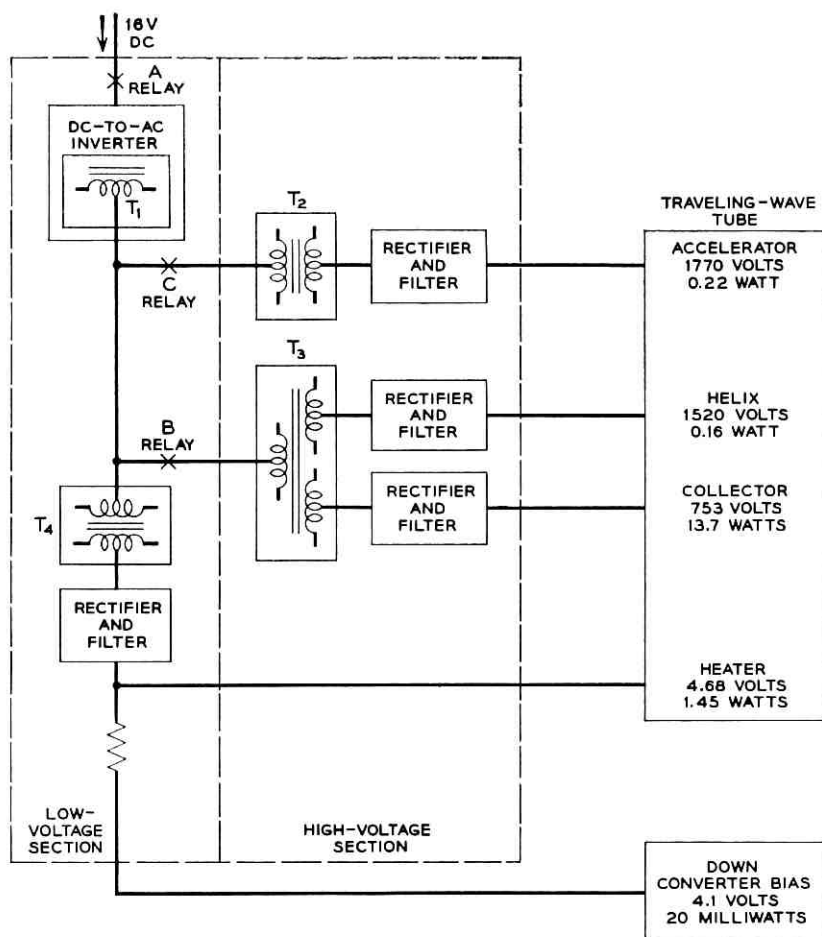 16V
DC
A
RELAY
DC-TO-AC
INVERTER
T1
C
RELAY
B
RELAY
T4
RECTIFIER
AND
FILTER
LOW-
VOLTAGE
SECTION
T2
RECTIFIER
AND
FILTER
T3
RECTIFIER
AND
FILTER
RECTIFIER
AND
FILTER
HIGH-VOLTAGE
SECTION
TRAVELING-WAVE
TUBE
ACCELERATOR
1770 VOLTS
0.22 WATT
HELIX
1520 VOLTS
0.16 WATT
COLLECTOR
753 VOLTS
13.7 WATTS
HEATER
4.68 VOLTS
1.45 WATTS
DOWN
CONVERTER BIAS
4.1 VOLTS
20 MILLIWATTS